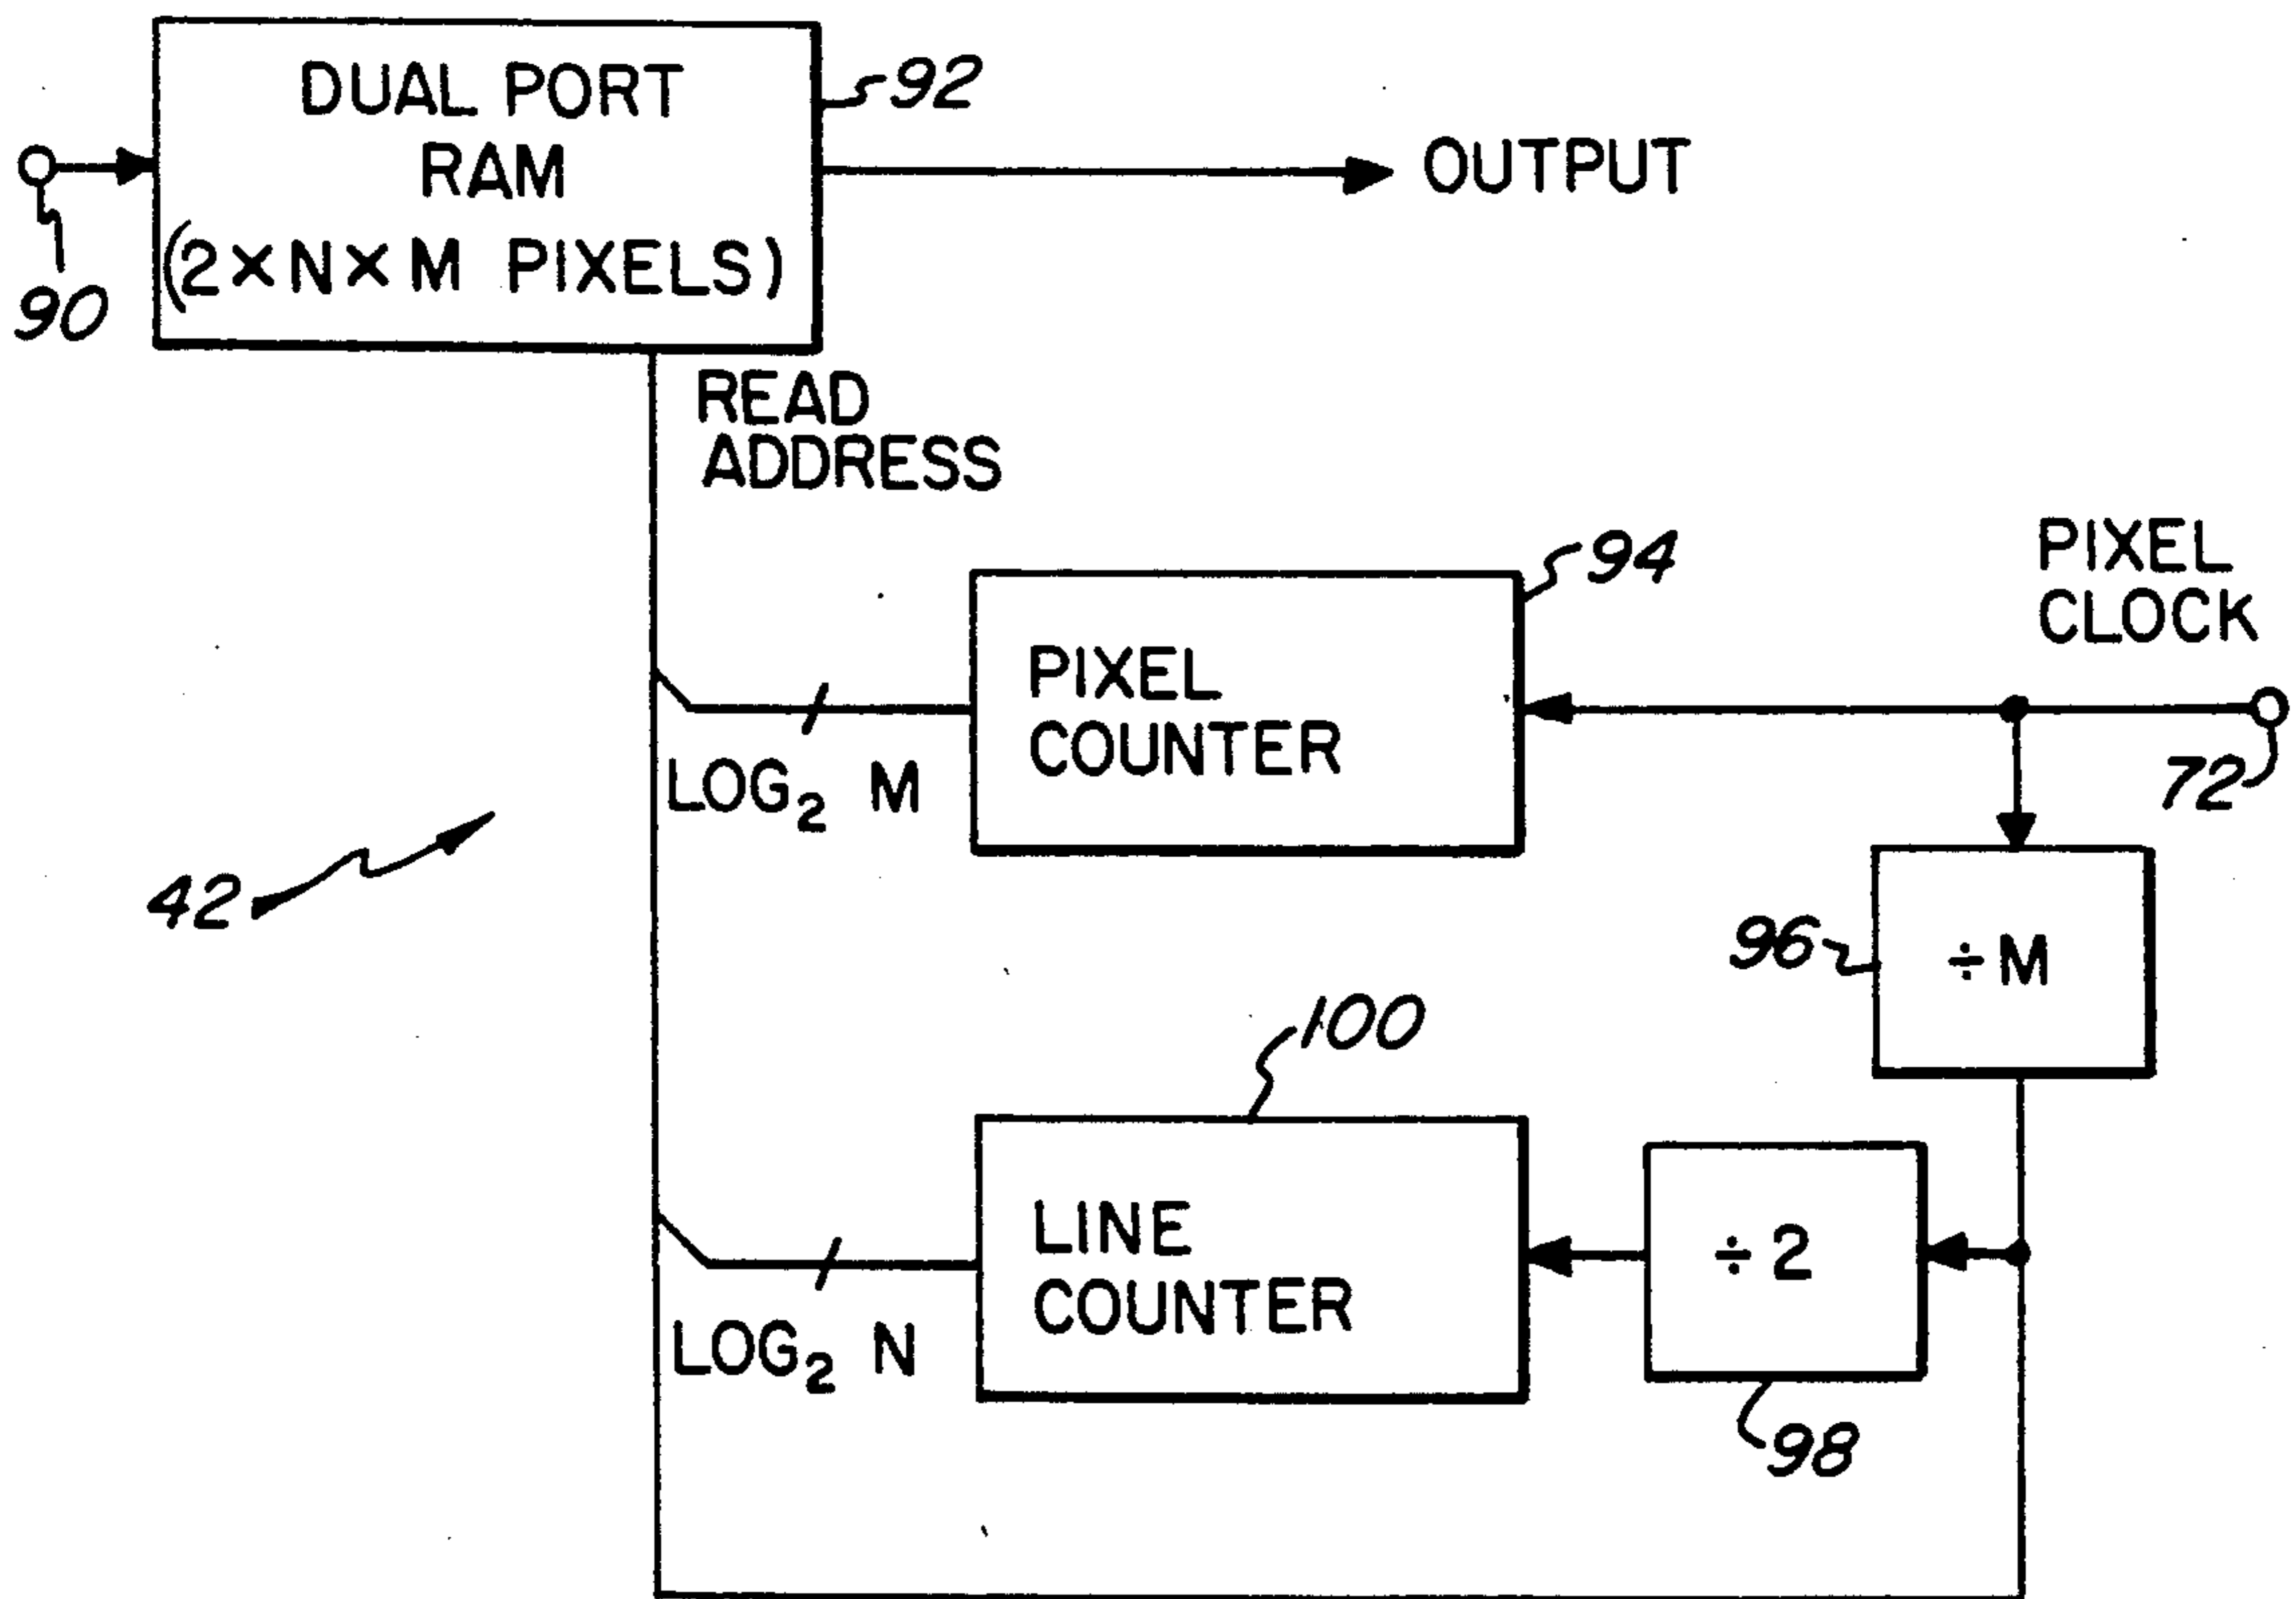 DUAL PORT
RAM
(2×N×M PIXELS)
92
OUTPUT
90
READ
ADDRESS
94
PIXEL
CLOCK
PIXEL
COUNTER
LOG₂ M
72
42
96
÷M
100
LINE
COUNTER
÷2
LOG₂ N
98